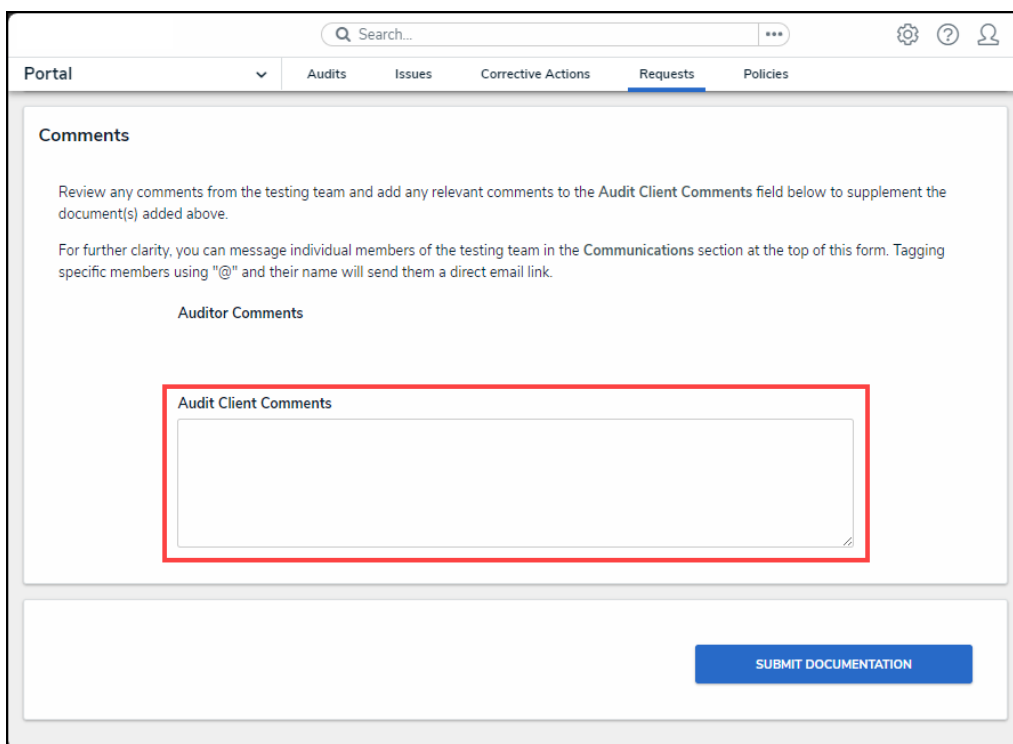 Search...
Portal
Audits
Issues
Corrective Actions
Requests
Policies
Comments
Review any comments from the testing team and add any relevant comments to the Audit Client Comments field below to supplement the
document(s) added above.
For further clarity, you can message individual members of the testing team in the Communications section at the top of this form. Tagging
specific members using "@" and their name will send them a direct email link.
Auditor Comments
Audit Client Comments
SUBMIT DOCUMENTATION